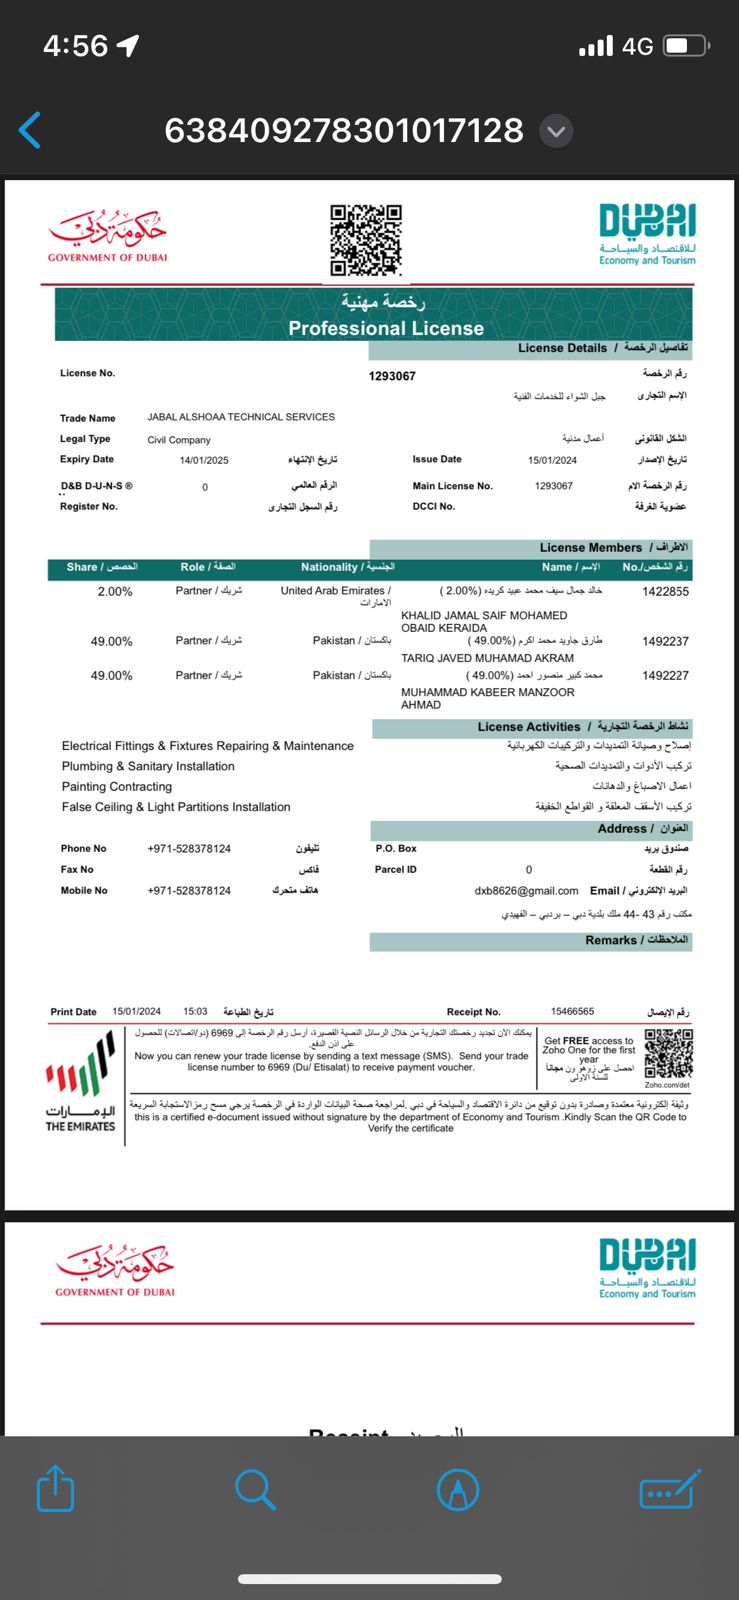 4:56
4G
638409278301017128
حكومة دبي
GOVERNMENT OF DUBAI
DUBAI
للاقتصاد والسياحة
Economy and Tourism
رخصة مهنية
Professional License
License Details / تفاصيل الرخصة
License No. 1293067 رقم الرخصة
جبل الشواء للخدمات الفنية الإسم التجارى
Trade Name JABAL ALSHOAA TECHNICAL SERVICES
Legal Type Civil Company أعمال مدنية الشكل القانونى
Expiry Date 14/01/2025 تاريخ الإنتهاء Issue Date 15/01/2024 تاريخ الإصدار
D&B D-U-N-S ® 0 الرقم العالمي Main License No. 1293067 رقم الرخصة الام
Register No. رقم السجل التجارى DCCI No. عضوية الغرفة
License Members / الاطراف
Share / الحصص Role / الصفة Nationality / الجنسية Name / الإسم No./رقم الشخص
2.00% Partner / شريك United Arab Emirates / الامارات خالد جمال سيف محمد عبيد كريده (2.00% ) 1422855
KHALID JAMAL SAIF MOHAMED
OBAID KERAIDA
49.00% Partner / شريك Pakistan / باكستان طارق جاويد محمد اكرم (49.00% ) 1492237
TARIQ JAVED MUHAMAD AKRAM
49.00% Partner / شريك Pakistan / باكستان محمد كبير منصور احمد (49.00% ) 1492227
MUHAMMAD KABEER MANZOOR
AHMAD
License Activities / نشاط الرخصة التجارية
Electrical Fittings & Fixtures Repairing & Maintenance إصلاح وصيانة التمديدات والتركيبات الكهربائية
Plumbing & Sanitary Installation تركيب الأدوات والتمديدات الصحية
Painting Contracting اعمال الاصباغ والدهانات
False Ceiling & Light Partitions Installation تركيب الأسقف المعلقة و القواطع الخفيفة
Address / العنوان
Phone No +971-528378124 تليفون P.O. Box صندوق بريد
Fax No فاكس Parcel ID 0 رقم القطعة
Mobile No +971-528378124 هاتف متحرك dxb8626@gmail.com Email / البريد الإلكتروني
مكتب رقم 43 -44 ملك بلدية دبي – بردبي – الفهيدي
Remarks / الملاحظات
Print Date 15/01/2024 15:03 تاريخ الطباعة Receipt No. 15466565 رقم الإيصال
يمكنك الآن تجديد رخصتك التجارية من خلال الرسائل النصية القصيرة، أرسل رقم الرخصة إلى 6969 (دو/اتصالات) للحصول
على اذن الدفع.
Now you can renew your trade license by sending a text message (SMS). Send your trade
license number to 6969 (Du/ Etisalat) to receive payment voucher.
Get FREE access to
Zoho One for the first
year
احصل على زوهو ون مجاناً
للسنة الاولى
Zoho.com/det
الإمارات
THE EMIRATES
وثيقة إلكترونية معتمدة وصادرة بدون توقيع من دائرة الاقتصاد والسياحة في دبي .لمراجعة صحة البيانات الواردة في الرخصة يرجي مسح رمز الاستجابة السريعة
this is a certified e-document issued without signature by the department of Economy and Tourism .Kindly Scan the QR Code to
Verify the certificate
حكومة دبي
GOVERNMENT OF DUBAI
DUBAI
للاقتصاد والسياحة
Economy and Tourism
Receipt